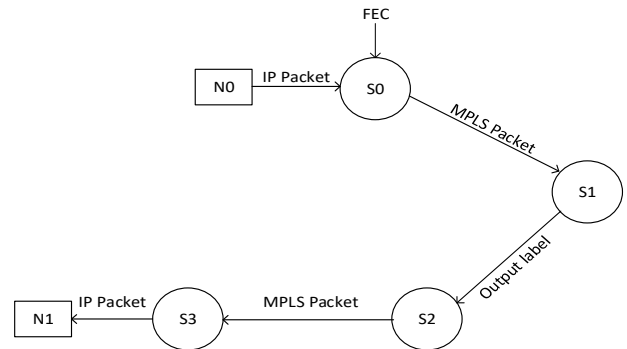 FEC
N0
IP Packet
S0
MPLS Packet
S1
Output label
S2
MPLS Packet
S3
IP Packet
N1